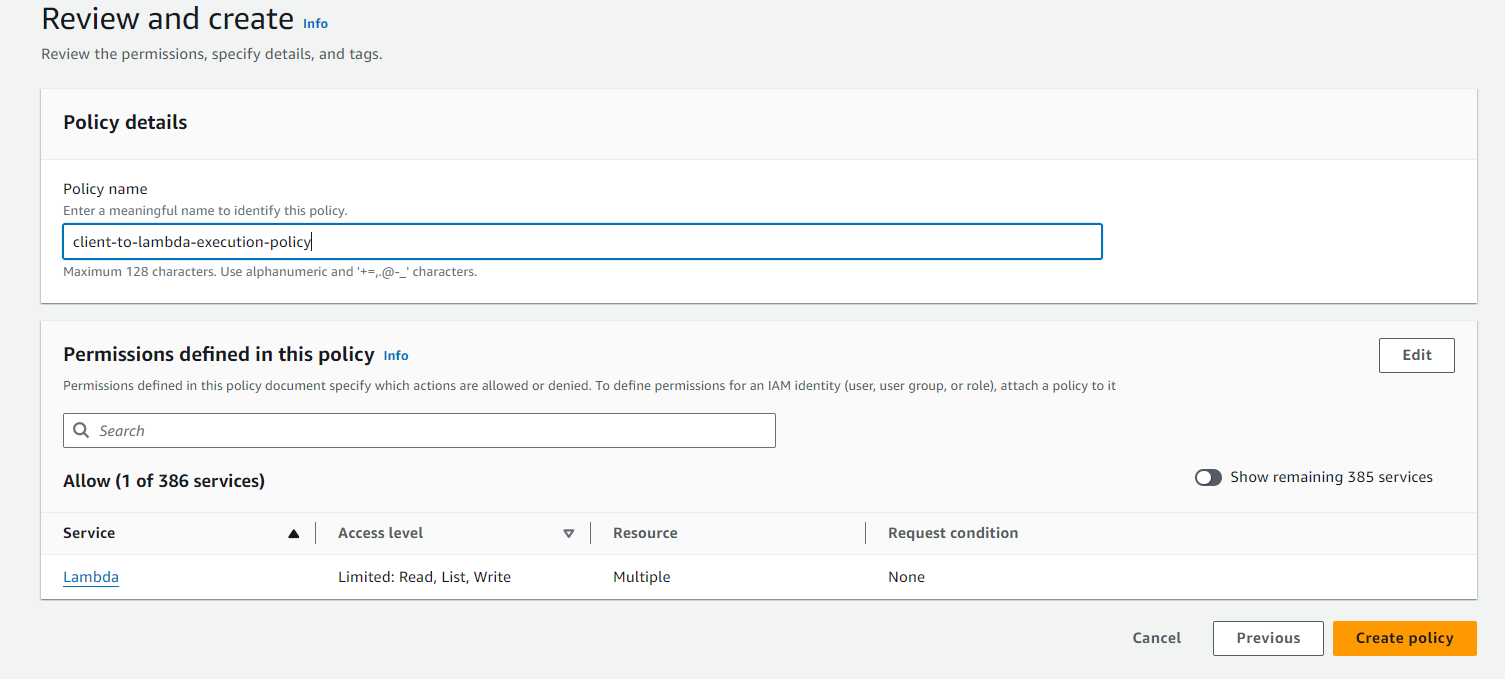 Review and create Info
Review the permissions, specify details, and tags.
Policy details
Policy name
Enter a meaningful name to identify this policy.
client-to-lambda-execution-policy
Maximum 128 characters. Use alphanumeric and '+=,.@-_' characters.
Permissions defined in this policy Info
Edit
Permissions defined in this policy document specify which actions are allowed or denied. To define permissions for an IAM identity (user, user group, or role), attach a policy to it
Search
Allow (1 of 386 services)
Show remaining 385 services
Service Access level Resource Request condition
Lambda Limited: Read, List, Write Multiple None
Cancel Previous Create policy